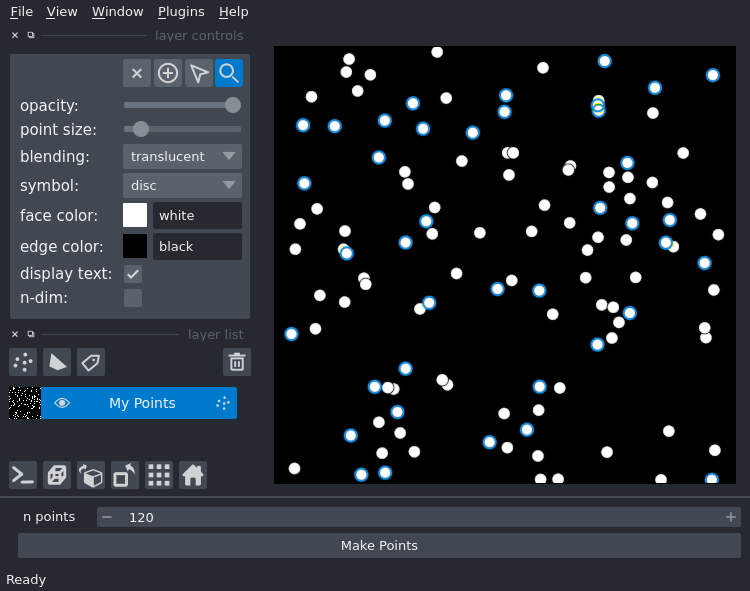 File View Window Plugins Help
layer controls
opacity:
point size:
blending: translucent
symbol: disc
face color: white
edge color: black
display text:
n-dim:
layer list
My Points
n points 120
Make Points
Ready